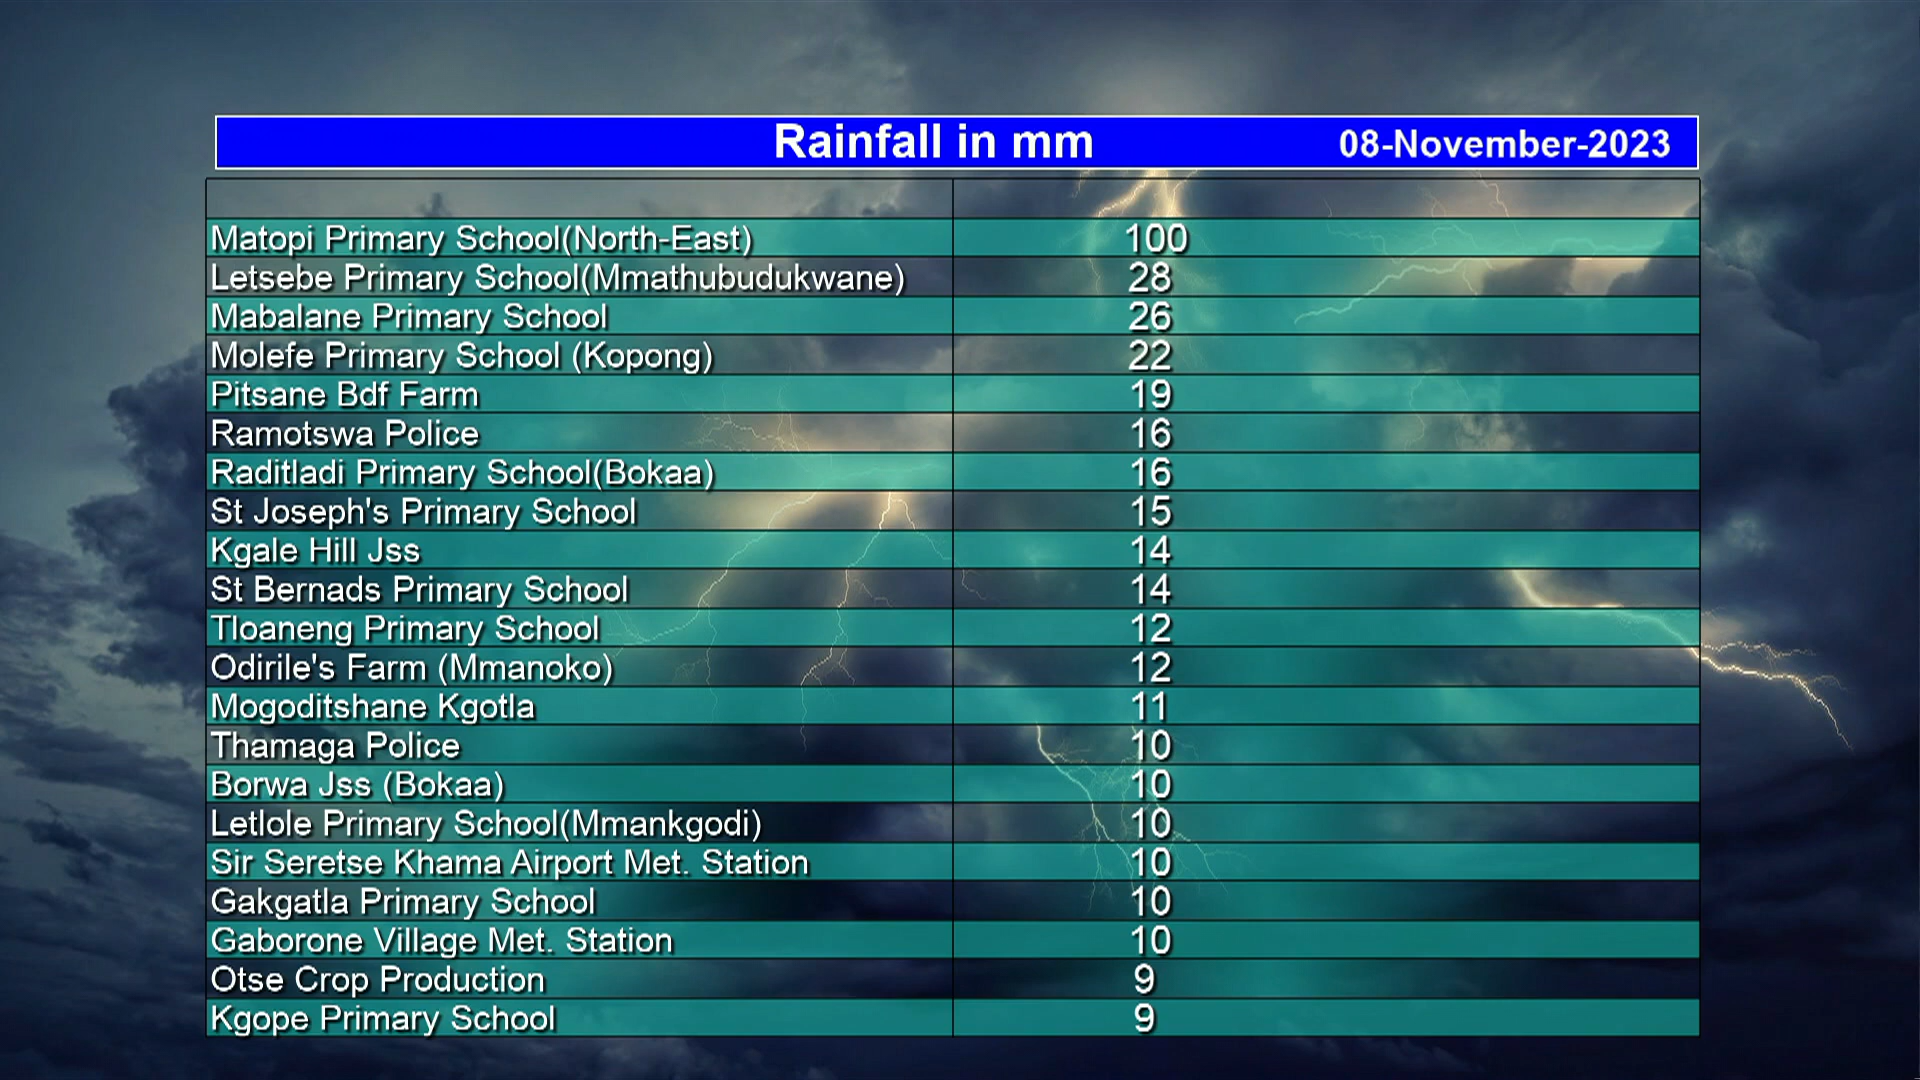 Rainfall in mm 08-November-2023
Matopi Primary School(North-East) 100
Letsebe Primary School(Mmathubudukwane) 28
Mabalane Primary School 26
Molefe Primary School (Kopong) 22
Pitsane Bdf Farm 19
Ramotswa Police 16
Raditladi Primary School(Bokaa) 16
St Joseph's Primary School 15
Kgale Hill Jss 14
St Bernads Primary School 14
Tloaneng Primary School 12
Odirile's Farm (Mmanoko) 12
Mogoditshane Kgotla 11
Thamaga Police 10
Borwa Jss (Bokaa) 10
Letlole Primary School(Mmankgodi) 10
Sir Seretse Khama Airport Met. Station 10
Gakgatla Primary School 10
Gaborone Village Met. Station 10
Otse Crop Production 9
Kgope Primary School 9